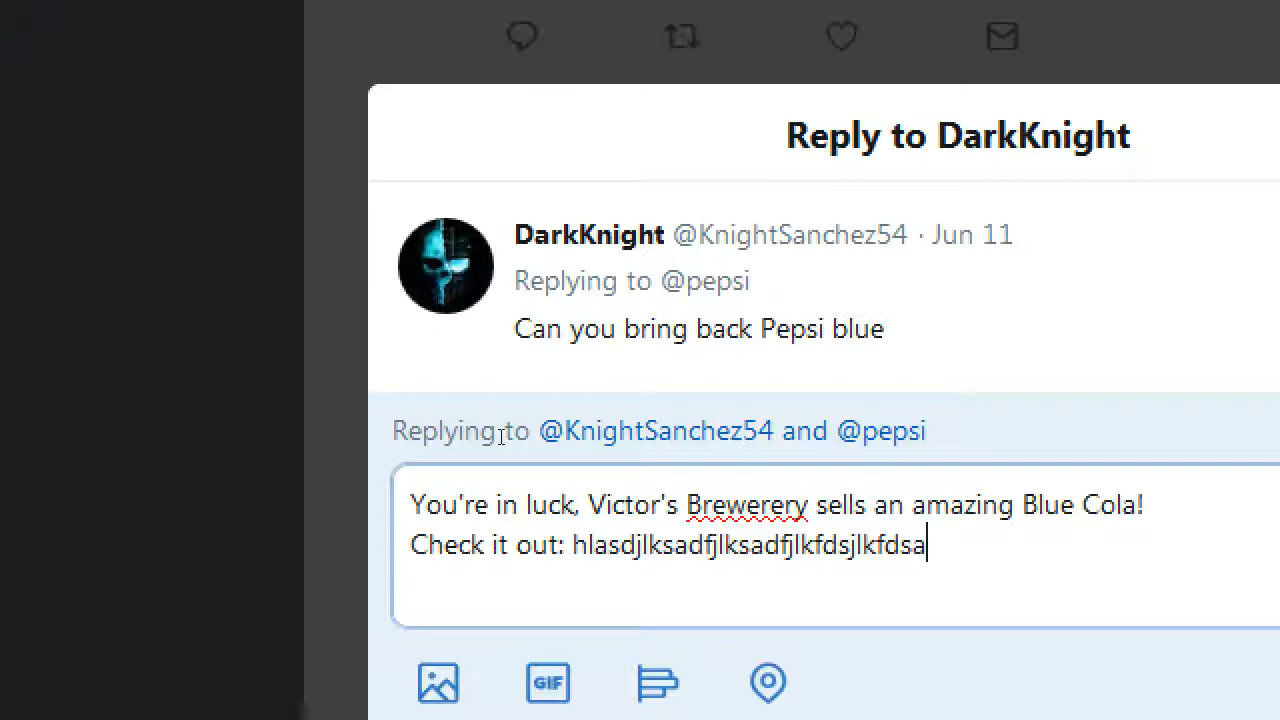 Reply to DarkKnight
DarkKnight @KnightSanchez54 · Jun 11
Replying to @pepsi
Can you bring back Pepsi blue
Replying to @KnightSanchez54 and @pepsi
You're in luck, Victor's Brewerery sells an amazing Blue Cola!
Check it out: hlasdjlksadfjlksadfjlkfdsjlkfdsa
GIF